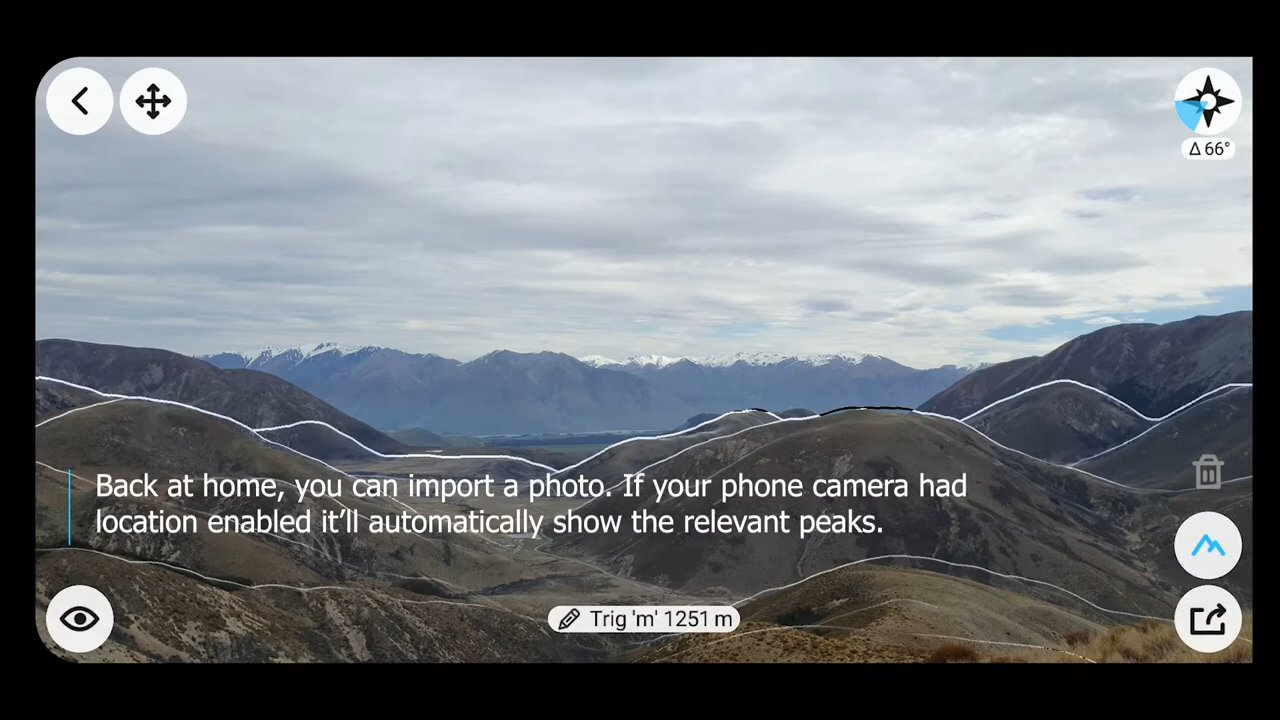 Δ 66°
Back at home, you can import a photo. If your phone camera had
location enabled it’ll automatically show the relevant peaks.
Trig 'm' 1251 m